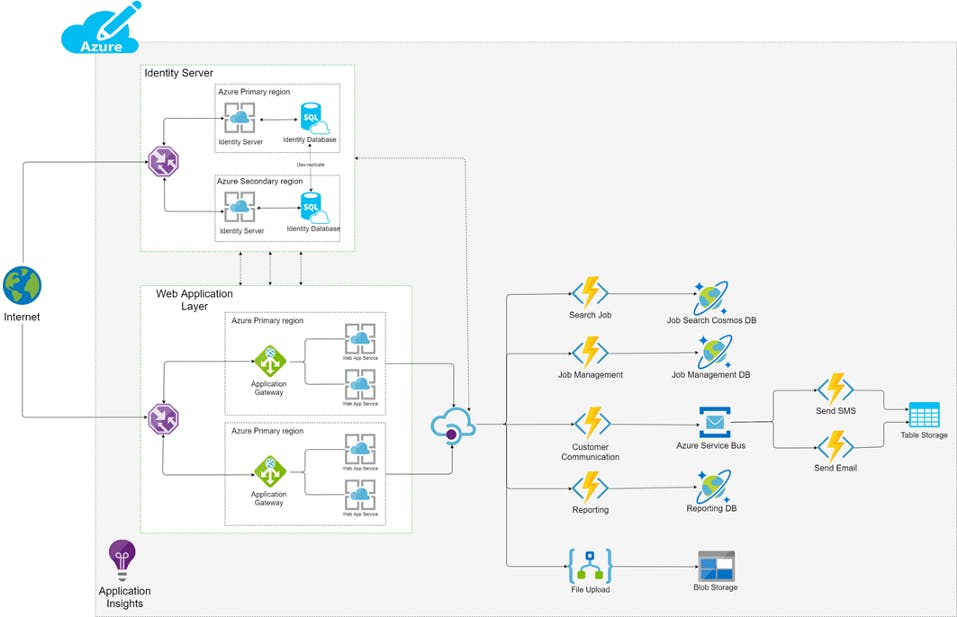 Azure
Identity Server
Azure Primary region
Identity Server
Identity Database
Geo-replicate
Azure Secondary region
Identity Server
Identity Database
Internet
Web Application
Layer
Azure Primary region
Web App Service
Application
Gateway
Web App Service
Azure Primary region
Web App Service
Application
Gateway
Web App Service
Search Job
Job Search Cosmos DB
Job Management
Job Management DB
Customer
Communication
Azure Service Bus
Send SMS
Send Email
Table Storage
Reporting
Reporting DB
File Upload
Blob Storage
Application
Insights
SQL
SQL